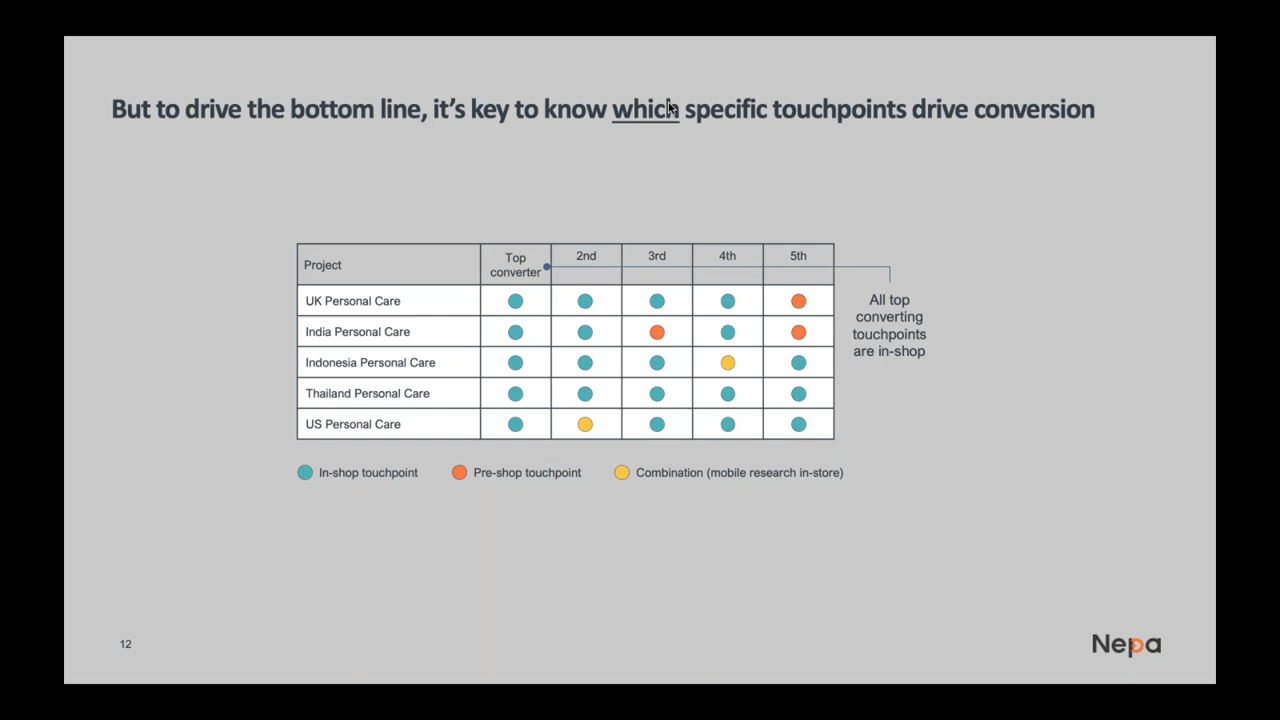 But to drive the bottom line, it's key to know which specific touchpoints drive conversion
Project
Top
converter
2nd
3rd
4th
5th
UK Personal Care
India Personal Care
Indonesia Personal Care
Thailand Personal Care
US Personal Care
All top
converting
touchpoints
are in-shop
In-shop touchpoint
Pre-shop touchpoint
Combination (mobile research in-store)
12
Nepa